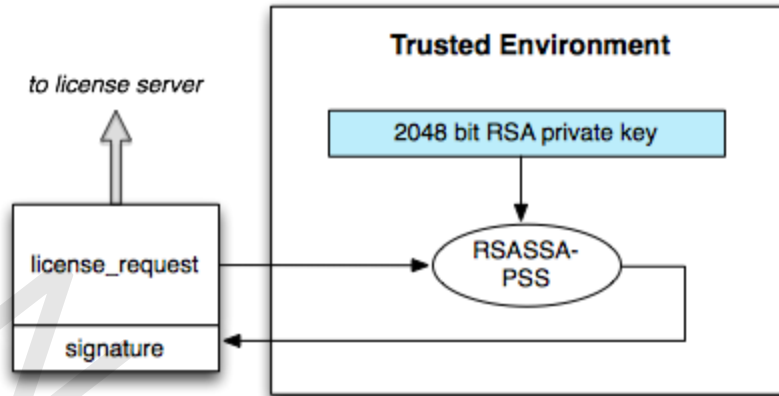 Trusted Environment
to license server
2048 bit RSA private key
license_request
RSASSA-
PSS
signature